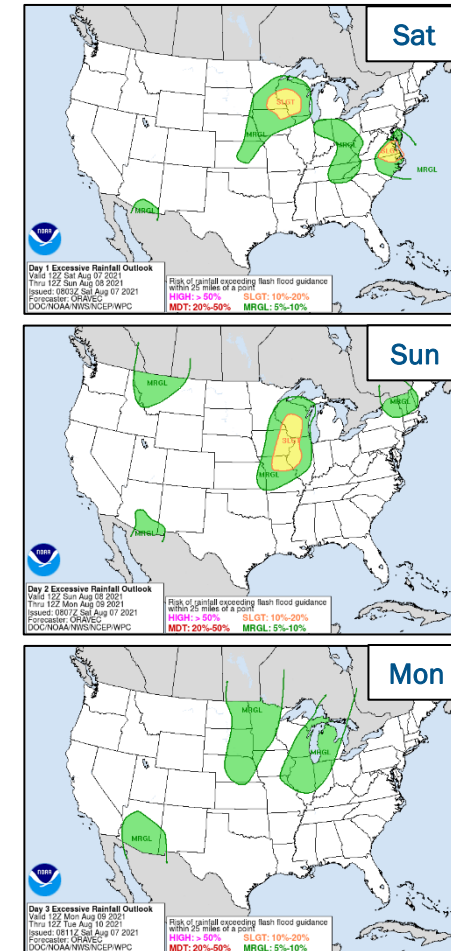 Sat
SLGT
MRGL
MRGL
SLGT
MRGL
MRGL
NOAA
Day 1 Excessive Rainfall Outlook
Valid 12Z Sat Aug 07 2021
Thru 12Z Sun Aug 08 2021
Issued: 0803Z Sat Aug 07 2021
Forecaster: ORAVEC
DOC/NOAA/NWS/NCEP/WPC
Risk of rainfall exceeding flash flood guidance
within 25 miles of a point
HIGH: > 50% SLGT: 10%-20%
MDT: 20%-50% MRGL: 5%-10%
Sun
MRGL
MRGL
SLGT
MRGL
MRGL
NOAA
Day 2 Excessive Rainfall Outlook
Valid 12Z Sun Aug 08 2021
Thru 12Z Mon Aug 09 2021
Issued: 0807Z Sat Aug 07 2021
Forecaster: ORAVEC
DOC/NOAA/NWS/NCEP/WPC
Risk of rainfall exceeding flash flood guidance
within 25 miles of a point
HIGH: > 50% SLGT: 10%-20%
MDT: 20%-50% MRGL: 5%-10%
Mon
MRGL
MRGL
MRGL
NOAA
Day 3 Excessive Rainfall Outlook
Valid 12Z Mon Aug 09 2021
Thru 12Z Tue Aug 10 2021
Issued: 0811Z Sat Aug 07 2021
Forecaster: ORAVEC
DOC/NOAA/NWS/NCEP/WPC
Risk of rainfall exceeding flash flood guidance
within 25 miles of a point
HIGH: > 50% SLGT: 10%-20%
MDT: 20%-50% MRGL: 5%-10%